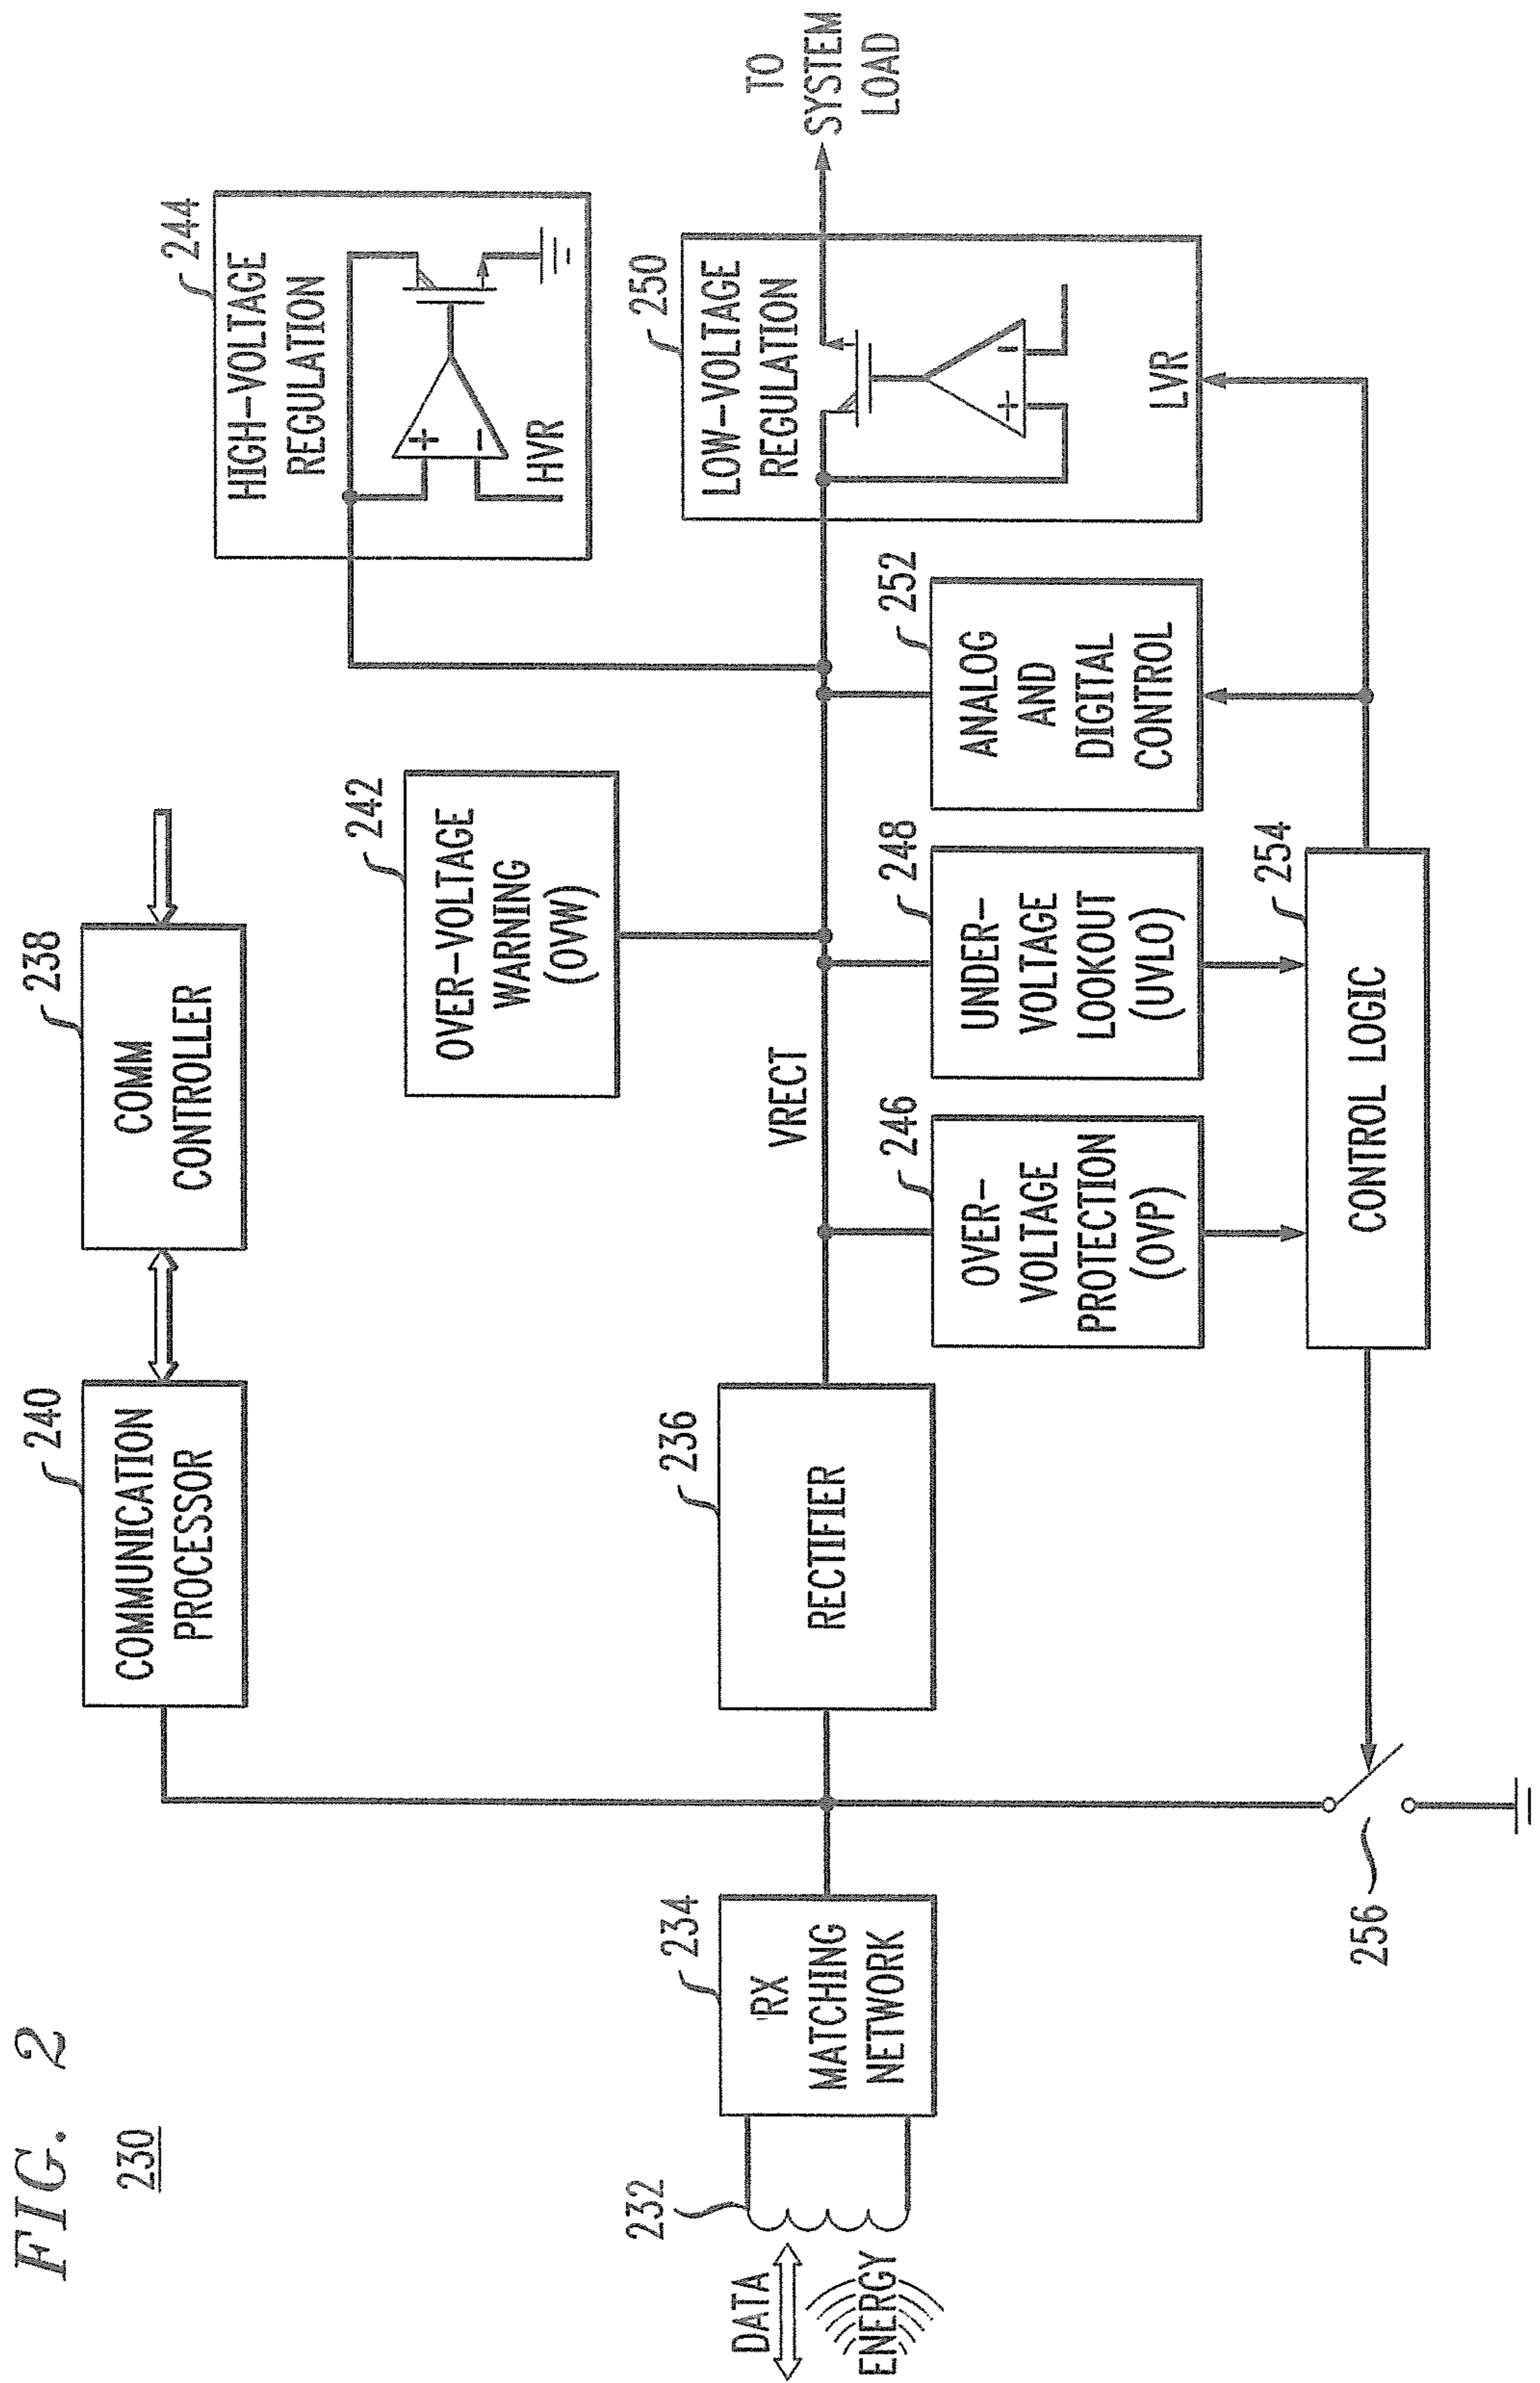 FIG. 2
230
240
COMMUNICATION
PROCESSOR
238
COMM
CONTROLLER
242
OVER-VOLTAGE
WARNING
(OVW)
244
HIGH-VOLTAGE
REGULATION
+
-
HVR
DATA
ENERGY
232
234
RX
MATCHING
NETWORK
236
RECTIFIER
VRECT
250
LOW-VOLTAGE
REGULATION
+
-
LVR
TO
SYSTEM
LOAD
246
OVER-
VOLTAGE
PROTECTION
(OVP)
248
UNDER-
VOLTAGE
LOOKOUT
(UVLO)
252
ANALOG
AND
DIGITAL
CONTROL
254
CONTROL LOGIC
256